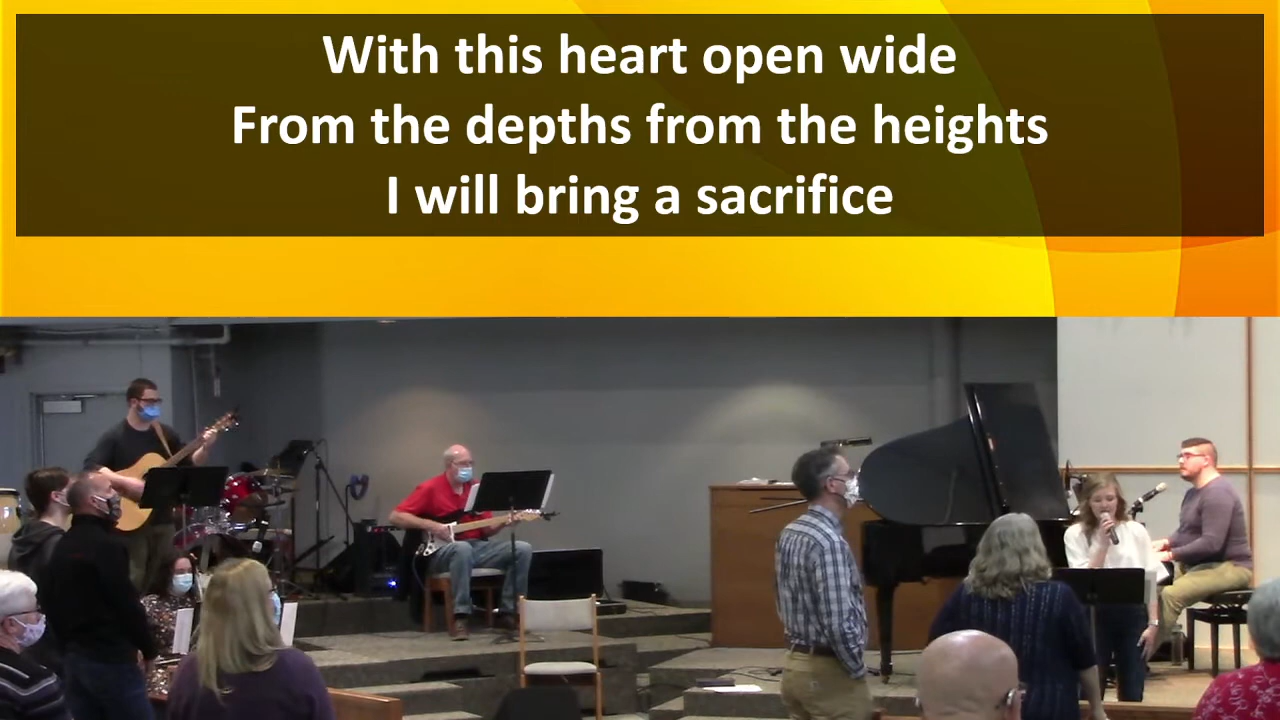 With this heart open wide
From the depths from the heights
I will bring a sacrifice